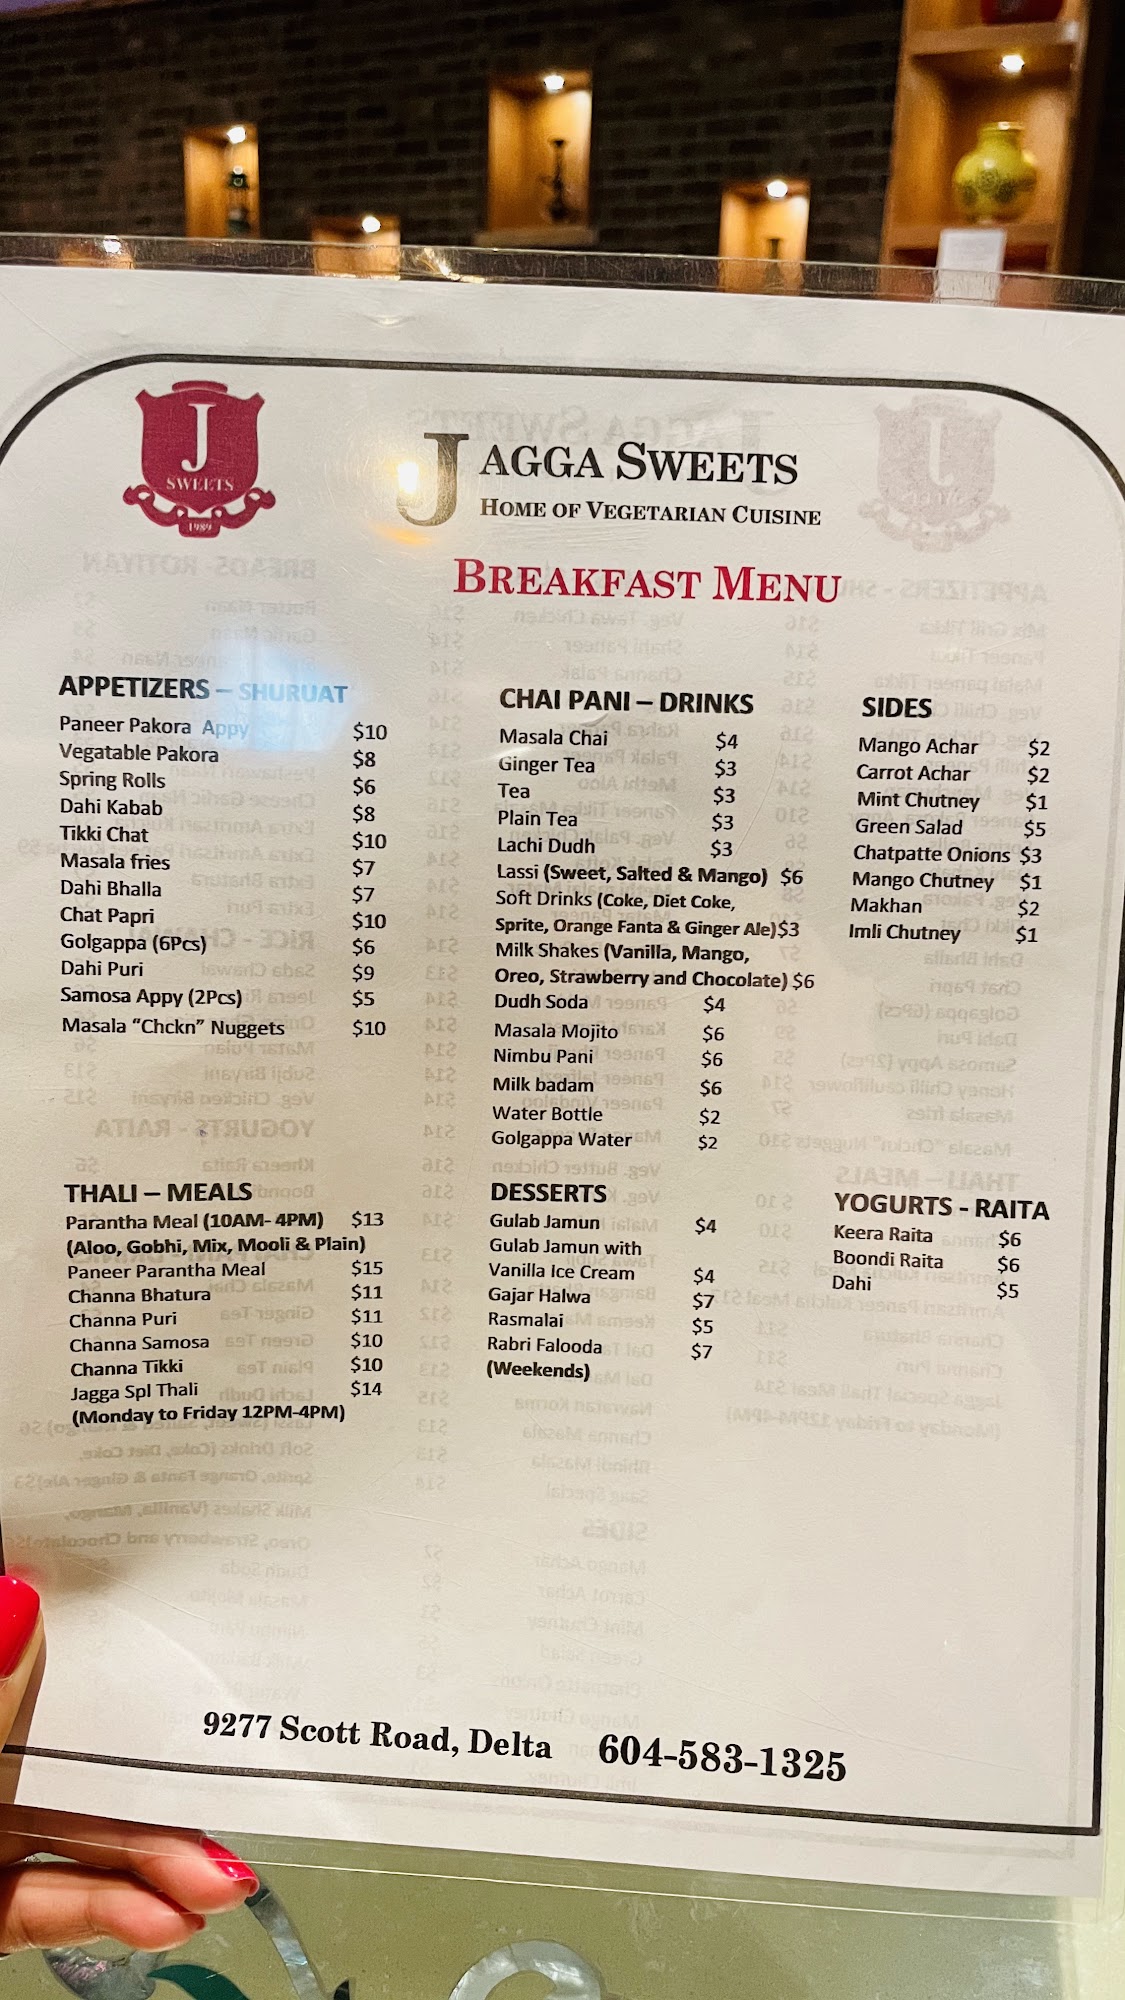 J
SWEETS
1989
JAGGA SWEETS
HOME OF VEGETARIAN CUISINE
BREAKFAST MENU
APPETIZERS – SHURUAT
Paneer Pakora Appy $10
Vegatable Pakora $8
Spring Rolls $6
Dahi Kabab $8
Tikki Chat $10
Masala fries $7
Dahi Bhalla $7
Chat Papri $10
Golgappa (6Pcs) $6
Dahi Puri $9
Samosa Appy (2Pcs) $5
Masala “Chckn” Nuggets $10
CHAI PANI – DRINKS
Masala Chai $4
Ginger Tea $3
Tea $3
Plain Tea $3
Lachi Dudh $3
Lassi (Sweet, Salted & Mango) $6
Soft Drinks (Coke, Diet Coke,
Sprite, Orange Fanta & Ginger Ale)$3
Milk Shakes (Vanilla, Mango,
Oreo, Strawberry and Chocolate) $6
Dudh Soda $4
Masala Mojito $6
Nimbu Pani $6
Milk badam $6
Water Bottle $2
Golgappa Water $2
SIDES
Mango Achar $2
Carrot Achar $2
Mint Chutney $1
Green Salad $5
Chatpatte Onions $3
Mango Chutney $1
Makhan $2
Imli Chutney $1
THALI – MEALS
Parantha Meal (10AM- 4PM) $13
(Aloo, Gobhi, Mix, Mooli & Plain)
Paneer Parantha Meal $15
Channa Bhatura $11
Channa Puri $11
Channa Samosa $10
Channa Tikki $10
Jagga Spl Thali $14
(Monday to Friday 12PM-4PM)
DESSERTS
Gulab Jamun $4
Gulab Jamun with
Vanilla Ice Cream $4
Gajar Halwa $7
Rasmalai $5
Rabri Falooda $7
(Weekends)
YOGURTS - RAITA
Keera Raita $6
Boondi Raita $6
Dahi $5
9277 Scott Road, Delta 604-583-1325